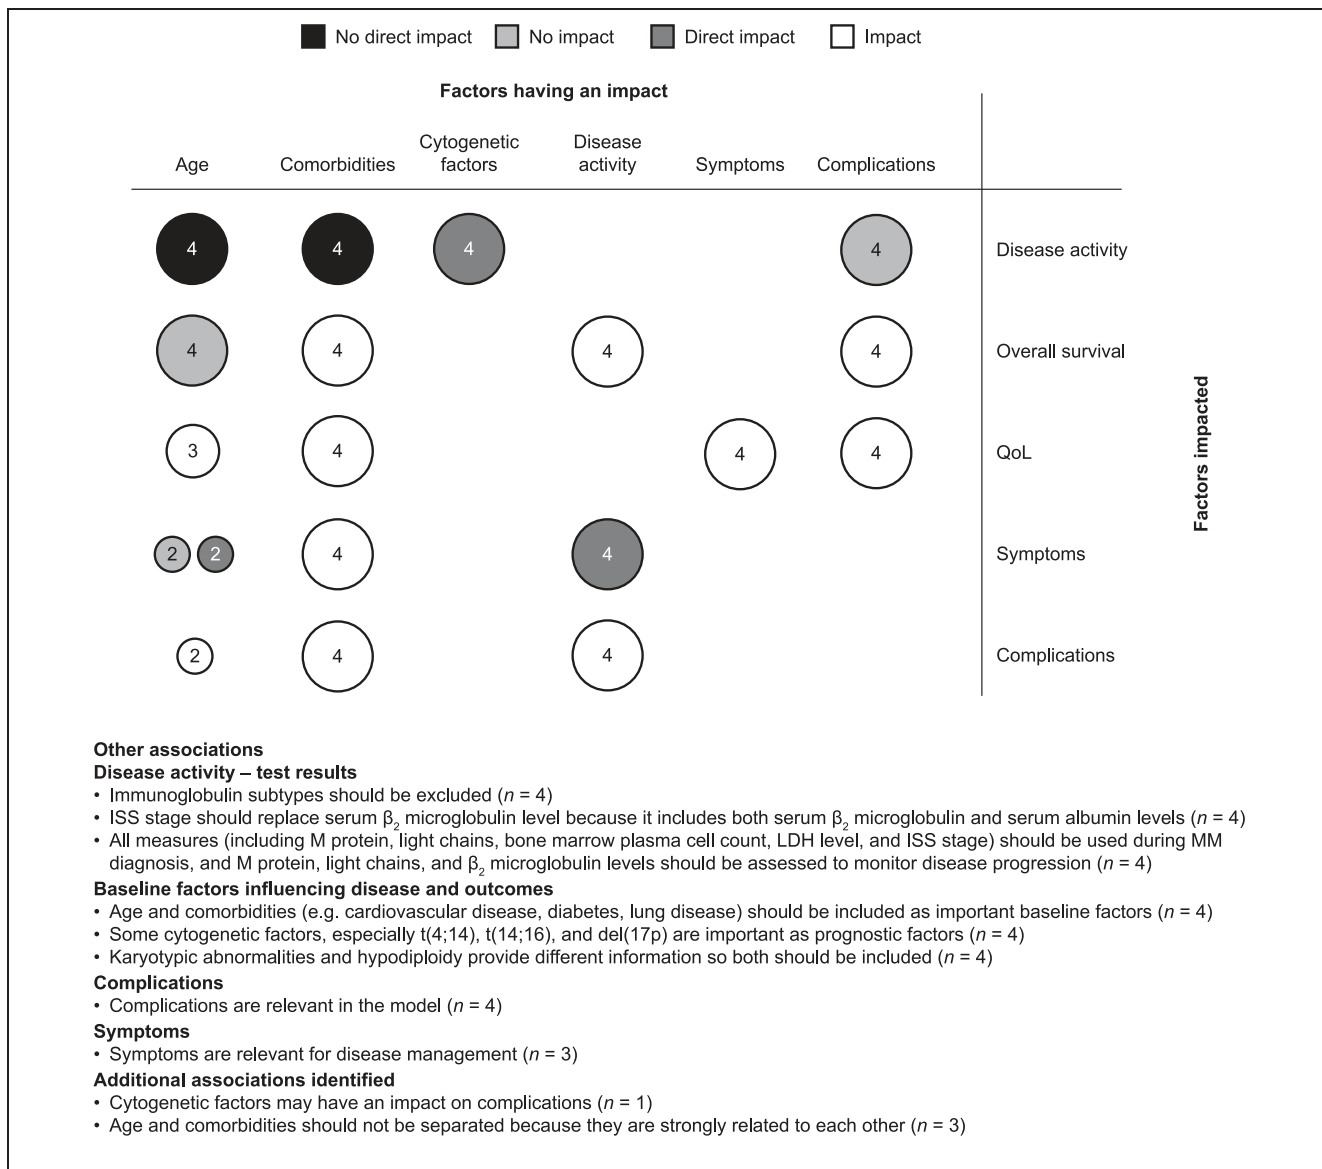 No direct impact No impact Direct impact Impact
Factors having an impact
Age Comorbidities Cytogenetic factors Disease activity Symptoms Complications
4 4 4 4 Disease activity
4 4 4 4 Overall survival
3 4 4 4 QoL
2 2 4 4 Symptoms
2 4 4 Complications
Factors impacted
Other associations
Disease activity – test results
• Immunoglobulin subtypes should be excluded (n = 4)
• ISS stage should replace serum β2 microglobulin level because it includes both serum β2 microglobulin and serum albumin levels (n = 4)
• All measures (including M protein, light chains, bone marrow plasma cell count, LDH level, and ISS stage) should be used during MM
diagnosis, and M protein, light chains, and β2 microglobulin levels should be assessed to monitor disease progression (n = 4)
Baseline factors influencing disease and outcomes
• Age and comorbidities (e.g. cardiovascular disease, diabetes, lung disease) should be included as important baseline factors (n = 4)
• Some cytogenetic factors, especially t(4;14), t(14;16), and del(17p) are important as prognostic factors (n = 4)
• Karyotypic abnormalities and hypodiploidy provide different information so both should be included (n = 4)
Complications
• Complications are relevant in the model (n = 4)
Symptoms
• Symptoms are relevant for disease management (n = 3)
Additional associations identified
• Cytogenetic factors may have an impact on complications (n = 1)
• Age and comorbidities should not be separated because they are strongly related to each other (n = 3)